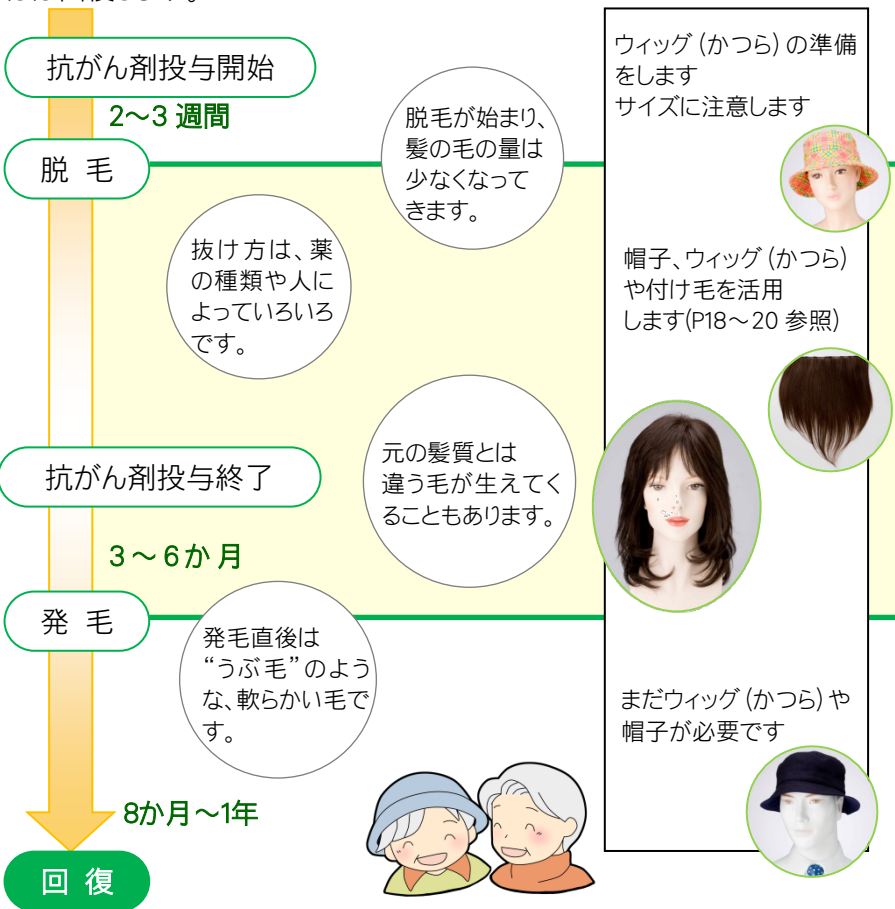 抗がん剤投与開始
2～3 週間
脱 毛
脱毛が始まり、
髪の毛の量は
少なくなって
きます。
抜け方は、薬
の種類や人に
よっていろいろ
です。
抗がん剤投与終了
元の髪質とは
違う毛が生えてく
ることもあります。
3～6か月
発 毛
発毛直後は
“うぶ毛”のよう
な、軟らかい毛で
す。
8か月～1年
回 復
ウィッグ (かつら) の準備
をします
サイズに注意します
帽子、ウィッグ (かつら)
や付け毛を活用
します(P18～20 参照)
まだウィッグ (かつら) や
帽子が必要です